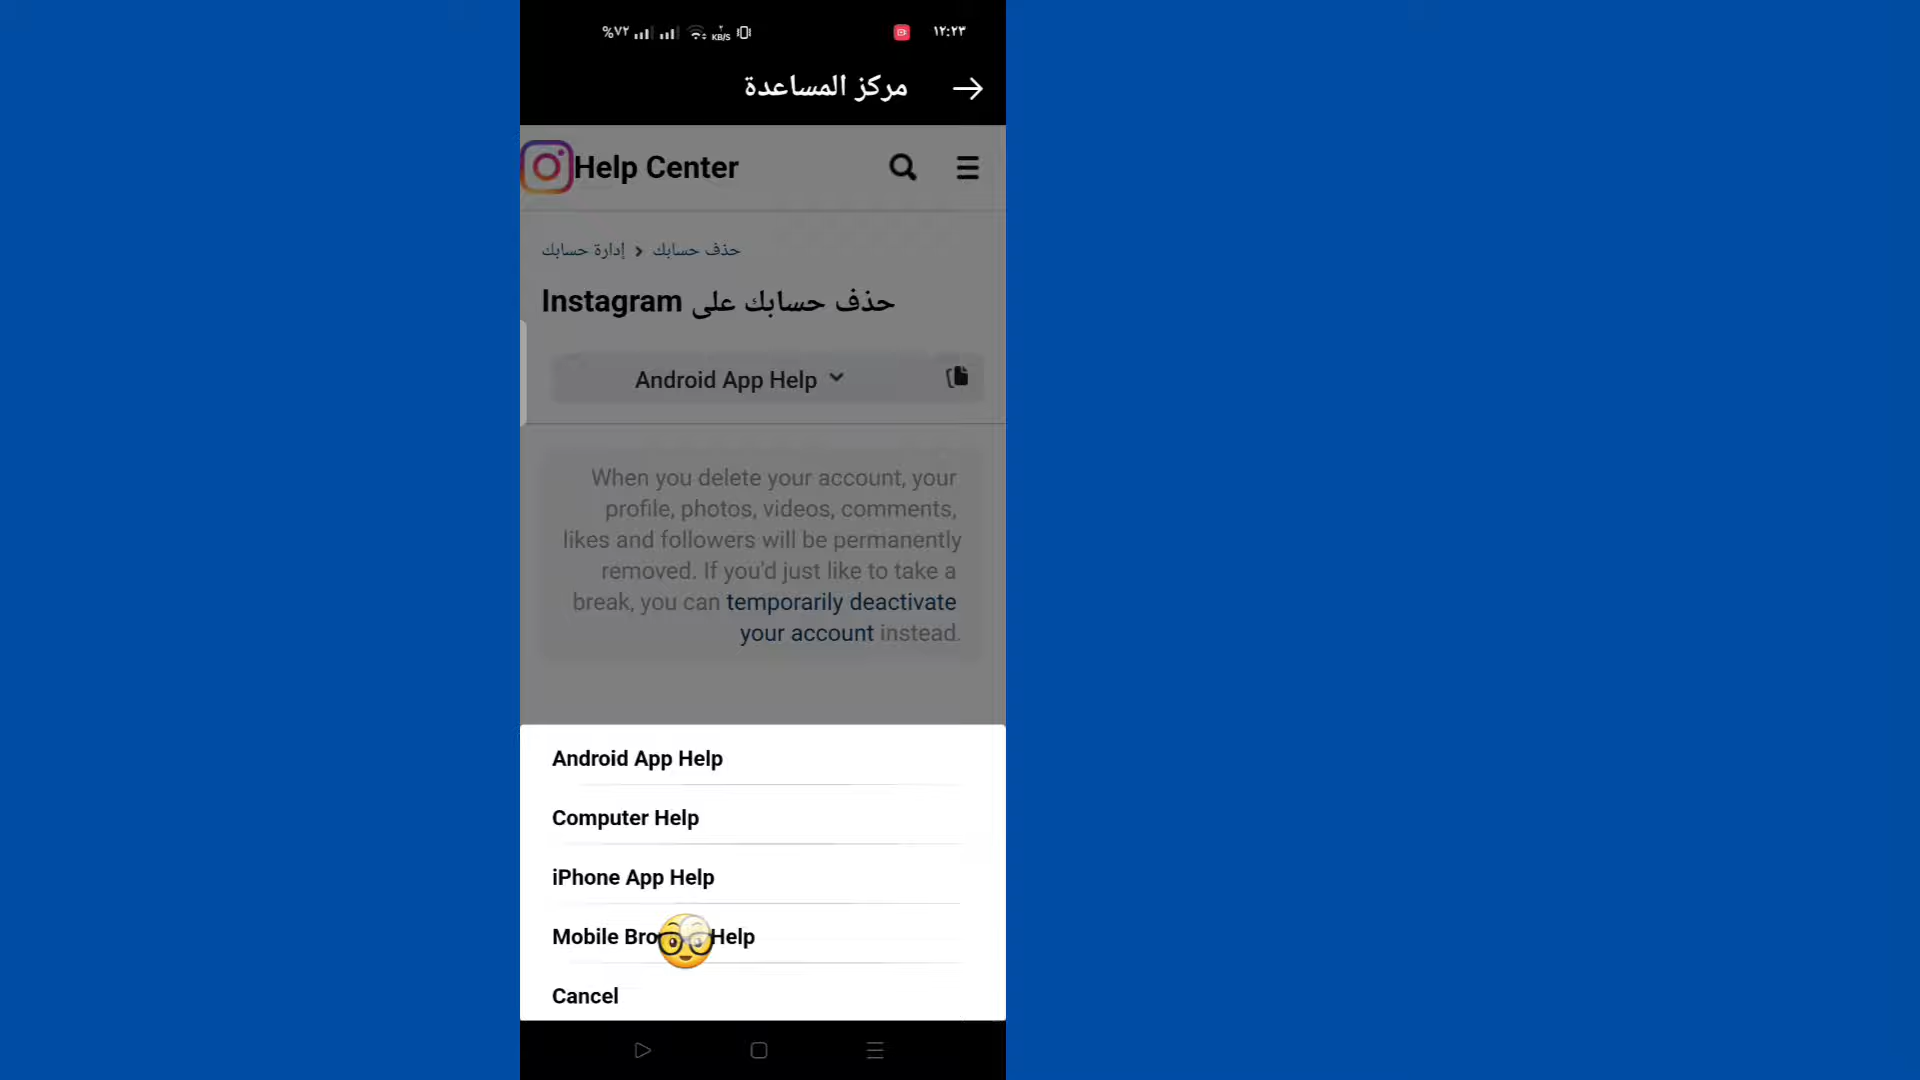 %٧٢ KB/S ١٢:٢٣
مركز المساعدة
Help Center
إدارة حسابك › حذف حسابك
حذف حسابك على Instagram
Android App Help
When you delete your account, your
profile, photos, videos, comments,
likes and followers will be permanently
removed. If you'd just like to take a
break, you can temporarily deactivate
your account instead.
Android App Help
Computer Help
iPhone App Help
Mobile Help
Cancel